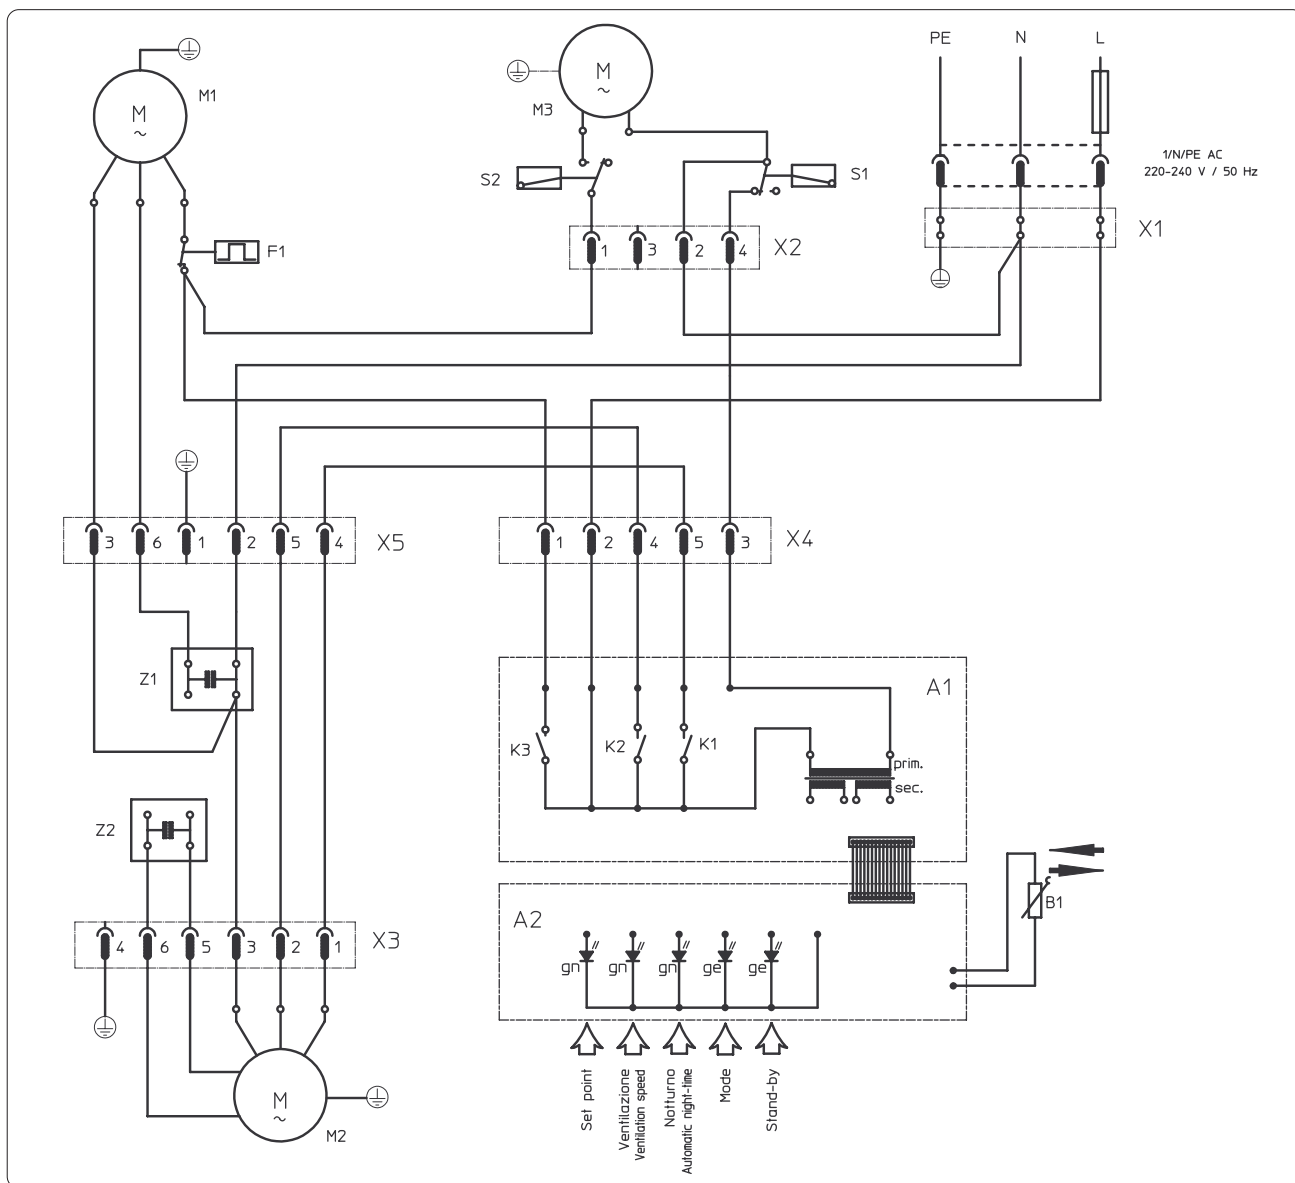 PE N L
M ~ M1
M ~ M3
1/N/PE AC
220-240 V / 50 Hz
S2 S1
X1
F1
1 3 2 4 X2
3 6 1 2 5 4 X5
1 2 4 5 3 X4
Z1
A1
K3 K2 K1
prim.
sec.
Z2
B1
A2
gn gn gn ge ge
4 6 5 3 2 1 X3
M ~ M2
Set point
Ventilazione
Ventilation speed
Notturno
Automatic night-time
Mode
Stand-by